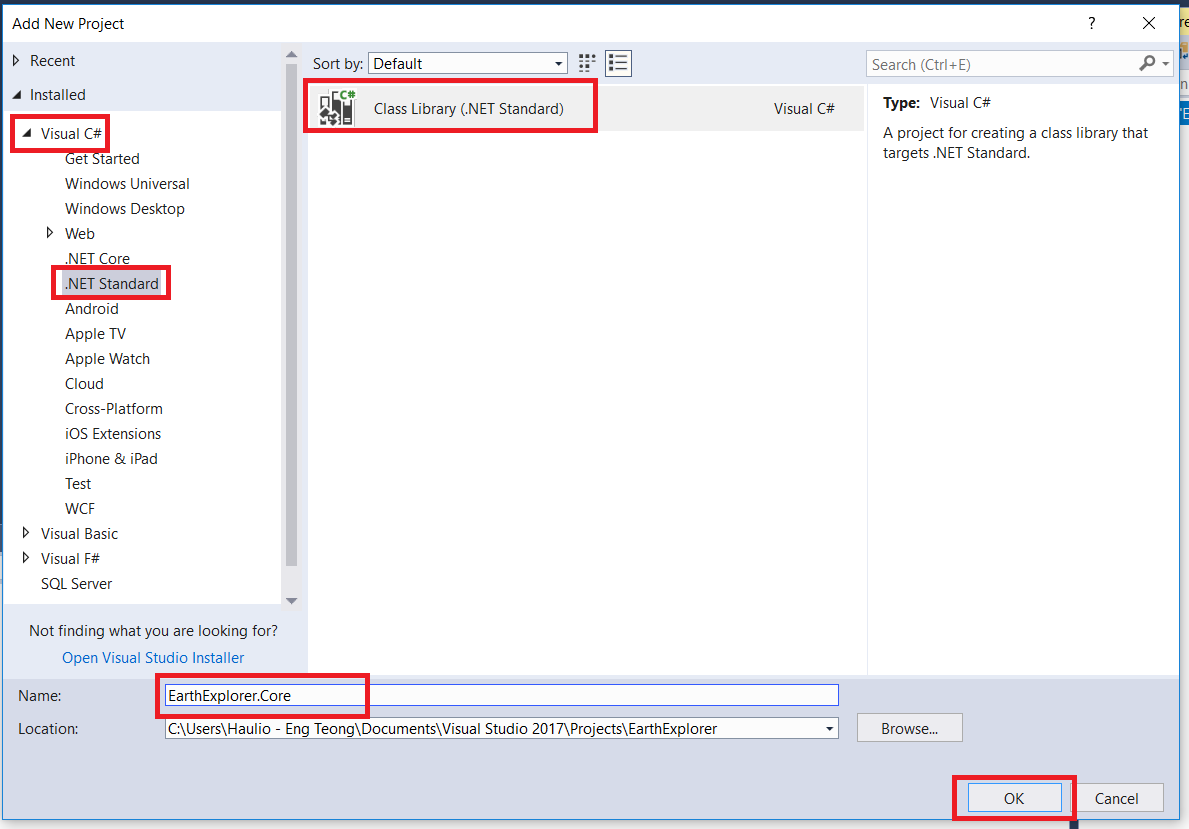 Add New Project
?
Recent
Installed
Visual C#
Get Started
Windows Universal
Windows Desktop
Web
.NET Core
.NET Standard
Android
Apple TV
Apple Watch
Cloud
Cross-Platform
iOS Extensions
iPhone & iPad
Test
WCF
Visual Basic
Visual F#
SQL Server
Not finding what you are looking for?
Open Visual Studio Installer
Sort by: Default
C#
Class Library (.NET Standard) Visual C#
Search (Ctrl+E)
Type: Visual C#
A project for creating a class library that
targets .NET Standard.
Name: EarthExplorer.Core
Location: C:\Users\Haulio - Eng Teong\Documents\Visual Studio 2017\Projects\EarthExplorer
Browse...
OK Cancel